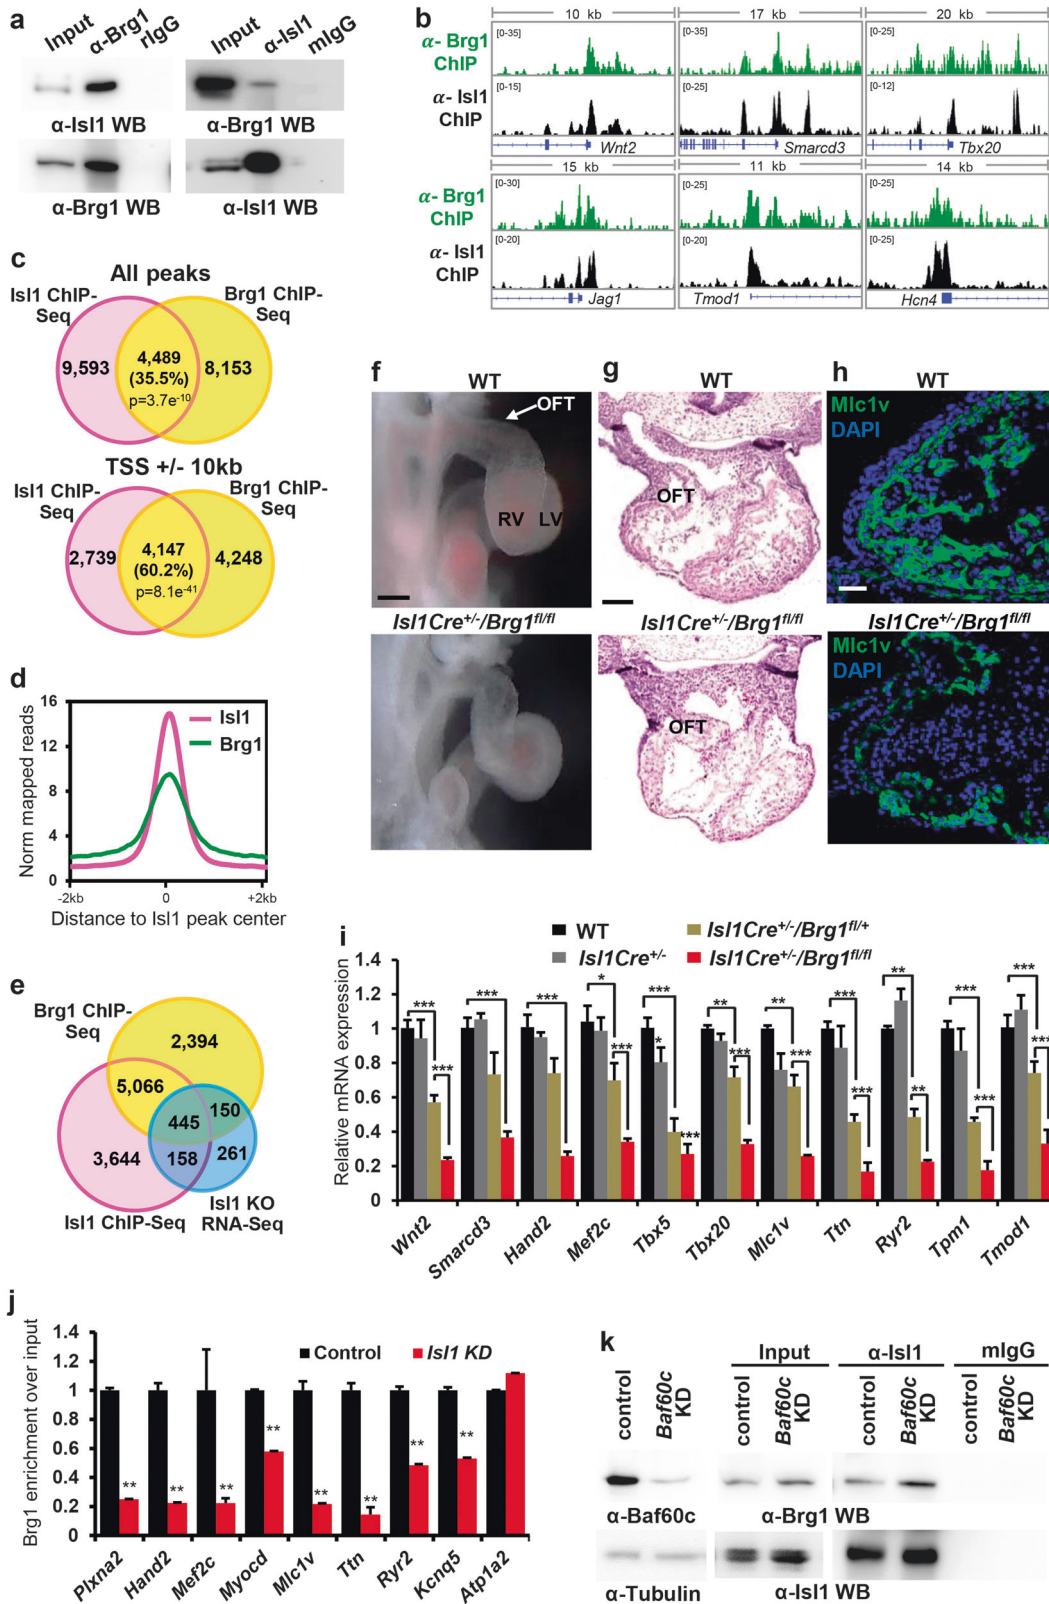 a
Input
α-Brg1
rIgG
Input
α-Isl1
mIgG
α-Isl1 WB
α-Brg1 WB
α-Brg1 WB
α-Isl1 WB
b
10 kb
17 kb
20 kb
α- Brg1
ChIP
[0-35]
[0-35]
[0-25]
α- Isl1
ChIP
[0-15]
[0-25]
[0-12]
Wnt2
Smarcd3
Tbx20
15 kb
11 kb
14 kb
α- Brg1
ChIP
[0-30]
[0-25]
[0-25]
α- Isl1
ChIP
[0-20]
[0-20]
[0-25]
Jag1
Tmod1
Hcn4
c
All peaks
Isl1 ChIP-
Seq
Brg1 ChIP-
Seq
9,593
4,489
(35.5%)
p=3.7e-10
8,153
TSS +/- 10kb
Isl1 ChIP-
Seq
Brg1 ChIP-
Seq
2,739
4,147
(60.2%)
p=8.1e-41
4,248
d
Norm mapped reads
16
12
8
4
0
Isl1
Brg1
-2kb
0
+2kb
Distance to Isl1 peak center
e
Brg1 ChIP-
Seq
2,394
5,066
445
150
3,644
158
261
Isl1 ChIP-Seq
Isl1 KO
RNA-Seq
f
WT
OFT
RV
LV
Isl1Cre+/-/Brg1fl/fl
g
WT
OFT
Isl1Cre+/-/Brg1fl/fl
OFT
h
WT
Mlc1v
DAPI
Isl1Cre+/-/Brg1fl/fl
Mlc1v
DAPI
i
WT
Isl1Cre+/-
Isl1Cre+/-/Brg1fl/+
Isl1Cre+/-/Brg1fl/fl
Relative mRNA expression
1.4
1.2
1
0.8
0.6
0.4
0.2
0
***
***
***
***
*
***
***
*
***
**
***
**
***
***
***
**
**
***
***
***
***
Wnt2
Smarcd3
Hand2
Mef2c
Tbx5
Tbx20
Mlc1v
Ttn
Ryr2
Tpm1
Tmod1
j
Brg1 enrichment over input
1.4
1.2
1
0.8
0.6
0.4
0.2
0
Control
Isl1 KD
**
**
**
**
**
**
**
**
Plxna2
Hand2
Mef2c
Myocd
Mlc1v
Ttn
Ryr2
Kcnq5
Atp1a2
k
Input
α-Isl1
mIgG
control
Baf60c
KD
control
Baf60c
KD
control
Baf60c
KD
control
Baf60c
KD
α-Baf60c
α-Brg1 WB
α-Tubulin
α-Isl1 WB